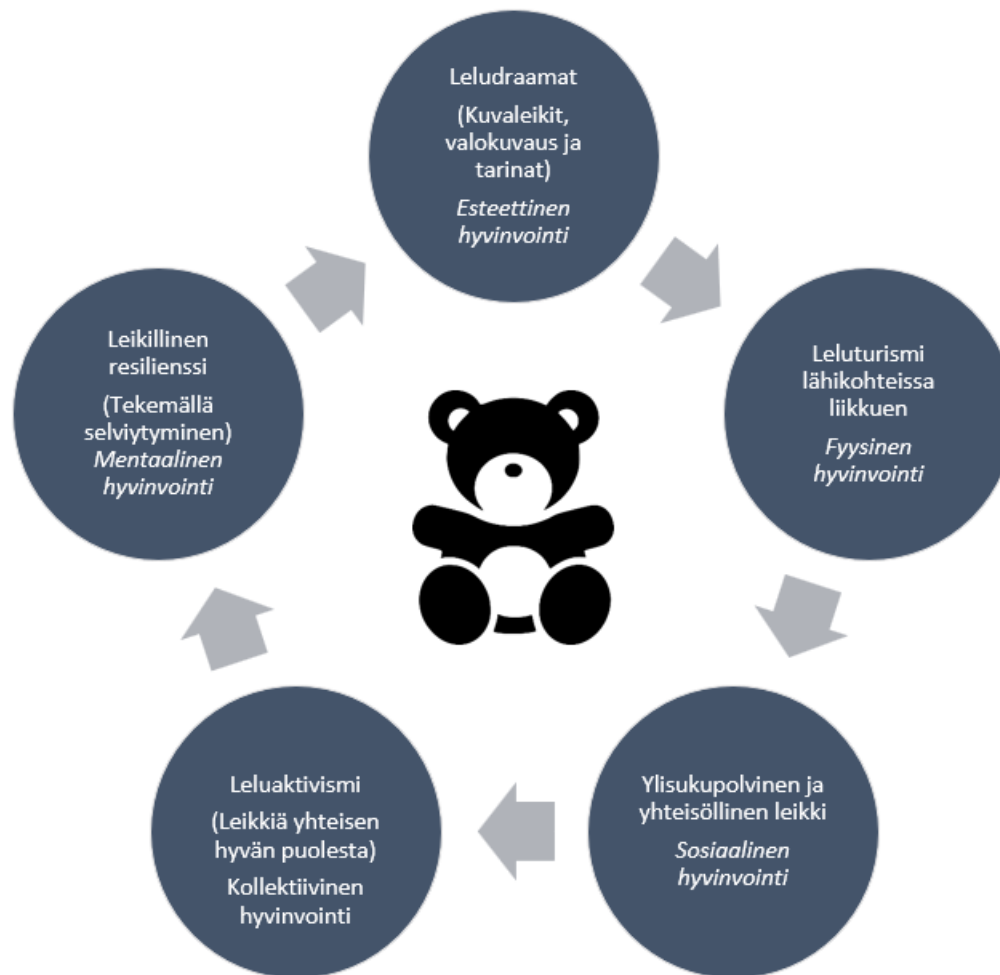 Leludraamat
(Kuvaleikit,
valokuvaus ja
tarinat)
Esteettinen
hyvinvointi
Leluturismi
lähikohteissa
liikkuen
Fyysinen
hyvinvointi
Ylisukupolvinen ja
yhteisöllinen leikki
Sosiaalinen
hyvinvointi
Leluaktivismi
(Leikkiä yhteisen
hyvän puolesta)
Kollektiivinen
hyvinvointi
Leikillinen
resilienssi
(Tekemällä
selviytyminen)
Mentaalinen
hyvinvointi